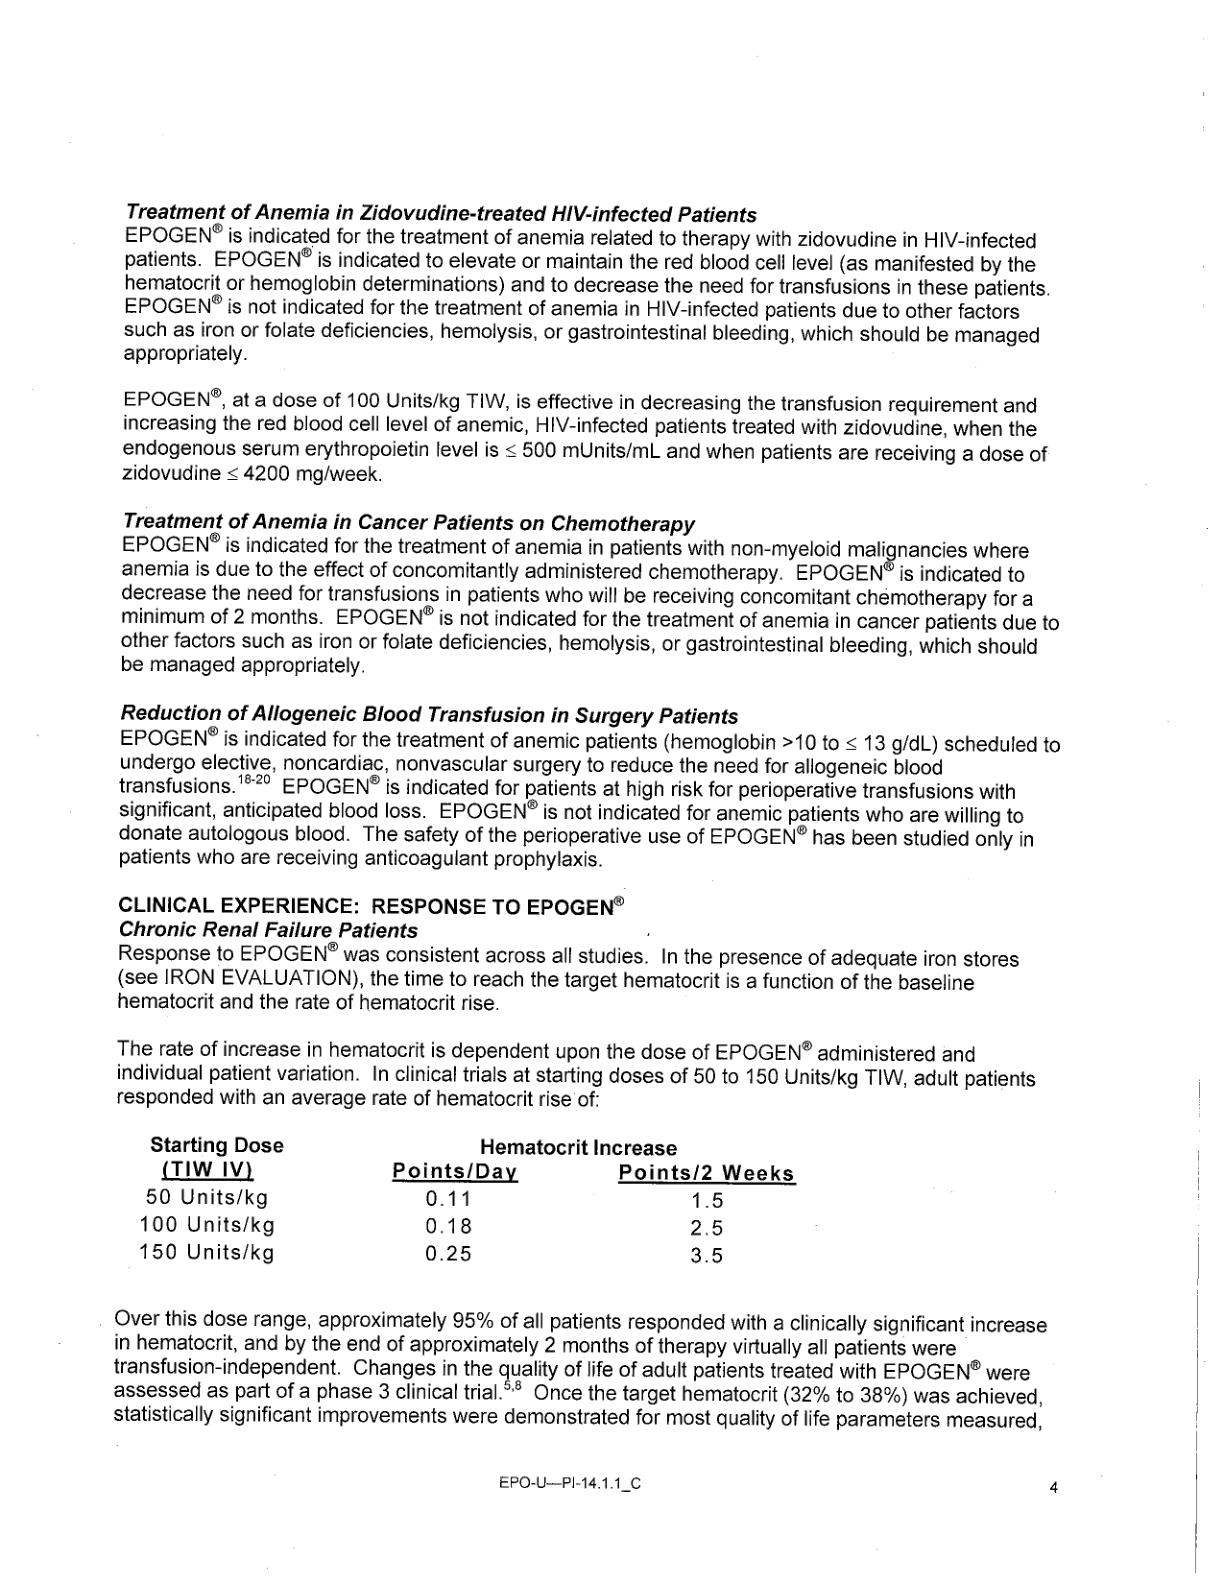 Treatment of Anemia in Zidovudine-treated HIV-infected Patients
EPOGEN® is indicated for the treatment of anemia related to therapy with zidovudine in HIV-infected
patients. EPOGEN® is indicated to elevate or maintain the red blood cell level (as manifested by the
hematocrit or hemoglobin determinations) and to decrease the need for transfusions in these patients.
EPOGEN® is not indicated for the treatment of anemia in HIV-infected patients due to other factors
such as iron or folate deficiencies, hemolysis, or gastrointestinal bleeding, which should be managed
appropriately.
EPOGEN®, at a dose of 100 Units/kg TIW, is effective in decreasing the transfusion requirement and
increasing the red blood cell level of anemic, HIV-infected patients treated with zidovudine, when the
endogenous serum erythropoietin level is ≤ 500 mUnits/mL and when patients are receiving a dose of
zidovudine ≤ 4200 mg/week.
Treatment of Anemia in Cancer Patients on Chemotherapy
EPOGEN® is indicated for the treatment of anemia in patients with non-myeloid malignancies where
anemia is due to the effect of concomitantly administered chemotherapy. EPOGEN® is indicated to
decrease the need for transfusions in patients who will be receiving concomitant chemotherapy for a
minimum of 2 months. EPOGEN® is not indicated for the treatment of anemia in cancer patients due to
other factors such as iron or folate deficiencies, hemolysis, or gastrointestinal bleeding, which should
be managed appropriately.
Reduction of Allogeneic Blood Transfusion in Surgery Patients
EPOGEN® is indicated for the treatment of anemic patients (hemoglobin >10 to ≤ 13 g/dL) scheduled to
undergo elective, noncardiac, nonvascular surgery to reduce the need for allogeneic blood
transfusions.18-20 EPOGEN® is indicated for patients at high risk for perioperative transfusions with
significant, anticipated blood loss. EPOGEN® is not indicated for anemic patients who are willing to
donate autologous blood. The safety of the perioperative use of EPOGEN® has been studied only in
patients who are receiving anticoagulant prophylaxis.
CLINICAL EXPERIENCE: RESPONSE TO EPOGEN®
Chronic Renal Failure Patients
Response to EPOGEN® was consistent across all studies. In the presence of adequate iron stores
(see IRON EVALUATION), the time to reach the target hematocrit is a function of the baseline
hematocrit and the rate of hematocrit rise.
The rate of increase in hematocrit is dependent upon the dose of EPOGEN® administered and
individual patient variation. In clinical trials at starting doses of 50 to 150 Units/kg TIW, adult patients
responded with an average rate of hematocrit rise of:
Starting Dose Hematocrit Increase
(TIW IV) Points/Day Points/2 Weeks
50 Units/kg 0.11 1.5
100 Units/kg 0.18 2.5
150 Units/kg 0.25 3.5
Over this dose range, approximately 95% of all patients responded with a clinically significant increase
in hematocrit, and by the end of approximately 2 months of therapy virtually all patients were
transfusion-independent. Changes in the quality of life of adult patients treated with EPOGEN® were
assessed as part of a phase 3 clinical trial.5,8 Once the target hematocrit (32% to 38%) was achieved,
statistically significant improvements were demonstrated for most quality of life parameters measured,
EPO-U—PI-14.1.1_C 4